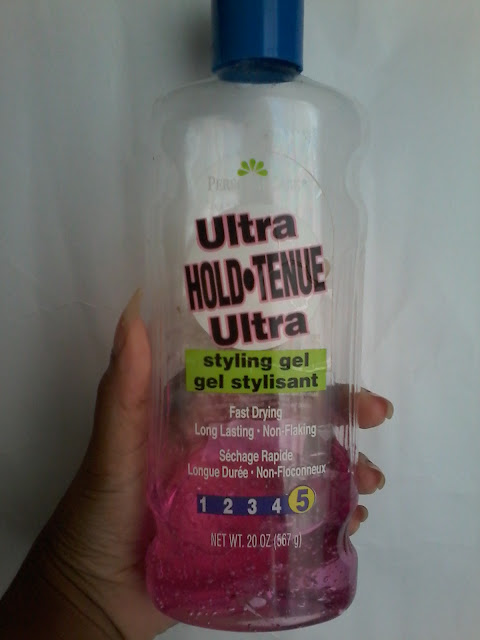 Ultra
HOLD•TENUE
Ultra
styling gel
gel stylisant
Fast Drying
Long Lasting • Non-Flaking
Séchage Rapide
Longue Durée • Non-Floconneux
1 2 3 4 5
NET WT. 20 OZ (567 g)